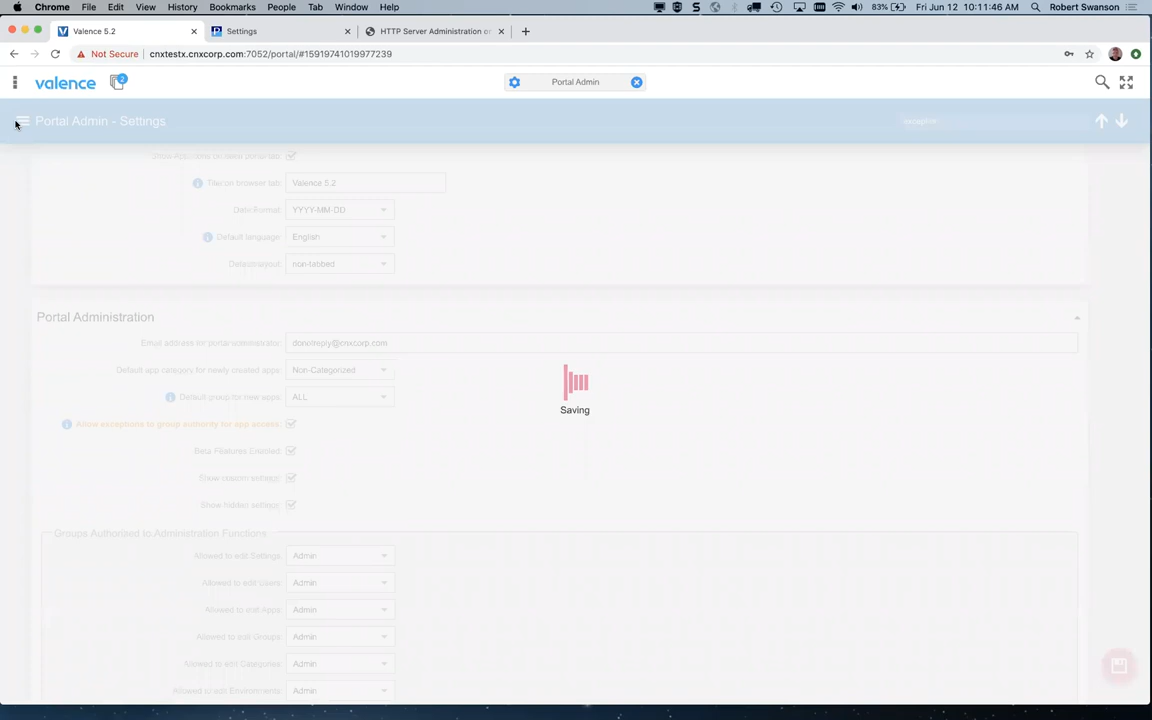 Chrome File Edit View History Bookmarks People Tab Window Help 83% Fri Jun 12 10:11:46 AM Robert Swanson
Valence 5.2 Settings HTTP Server Administration or
Not Secure cnxtestx.cnxcorp.com:7052/portal/#15919741019977239
valence 2 Portal Admin
Portal Admin - Settings exception
Title on browser tab: Valence 5.2
Date Format: YYYY-MM-DD
Default language: English
Default layout: non-tabbed
Portal Administration
Email address for portal administrator: donotreply@cnxcorp.com
Default app category for newly created apps: Non-Categorized
Default group for new apps: ALL
Allow exceptions to group authority for app access:
Beta Features Enabled:
Show custom settings:
Show hidden settings:
Saving
Groups Authorized to Administration Functions
Allowed to edit Settings: Admin
Allowed to edit Users: Admin
Allowed to edit Apps: Admin
Allowed to edit Groups: Admin
Allowed to edit Categories: Admin
Allowed to edit Environments: Admin